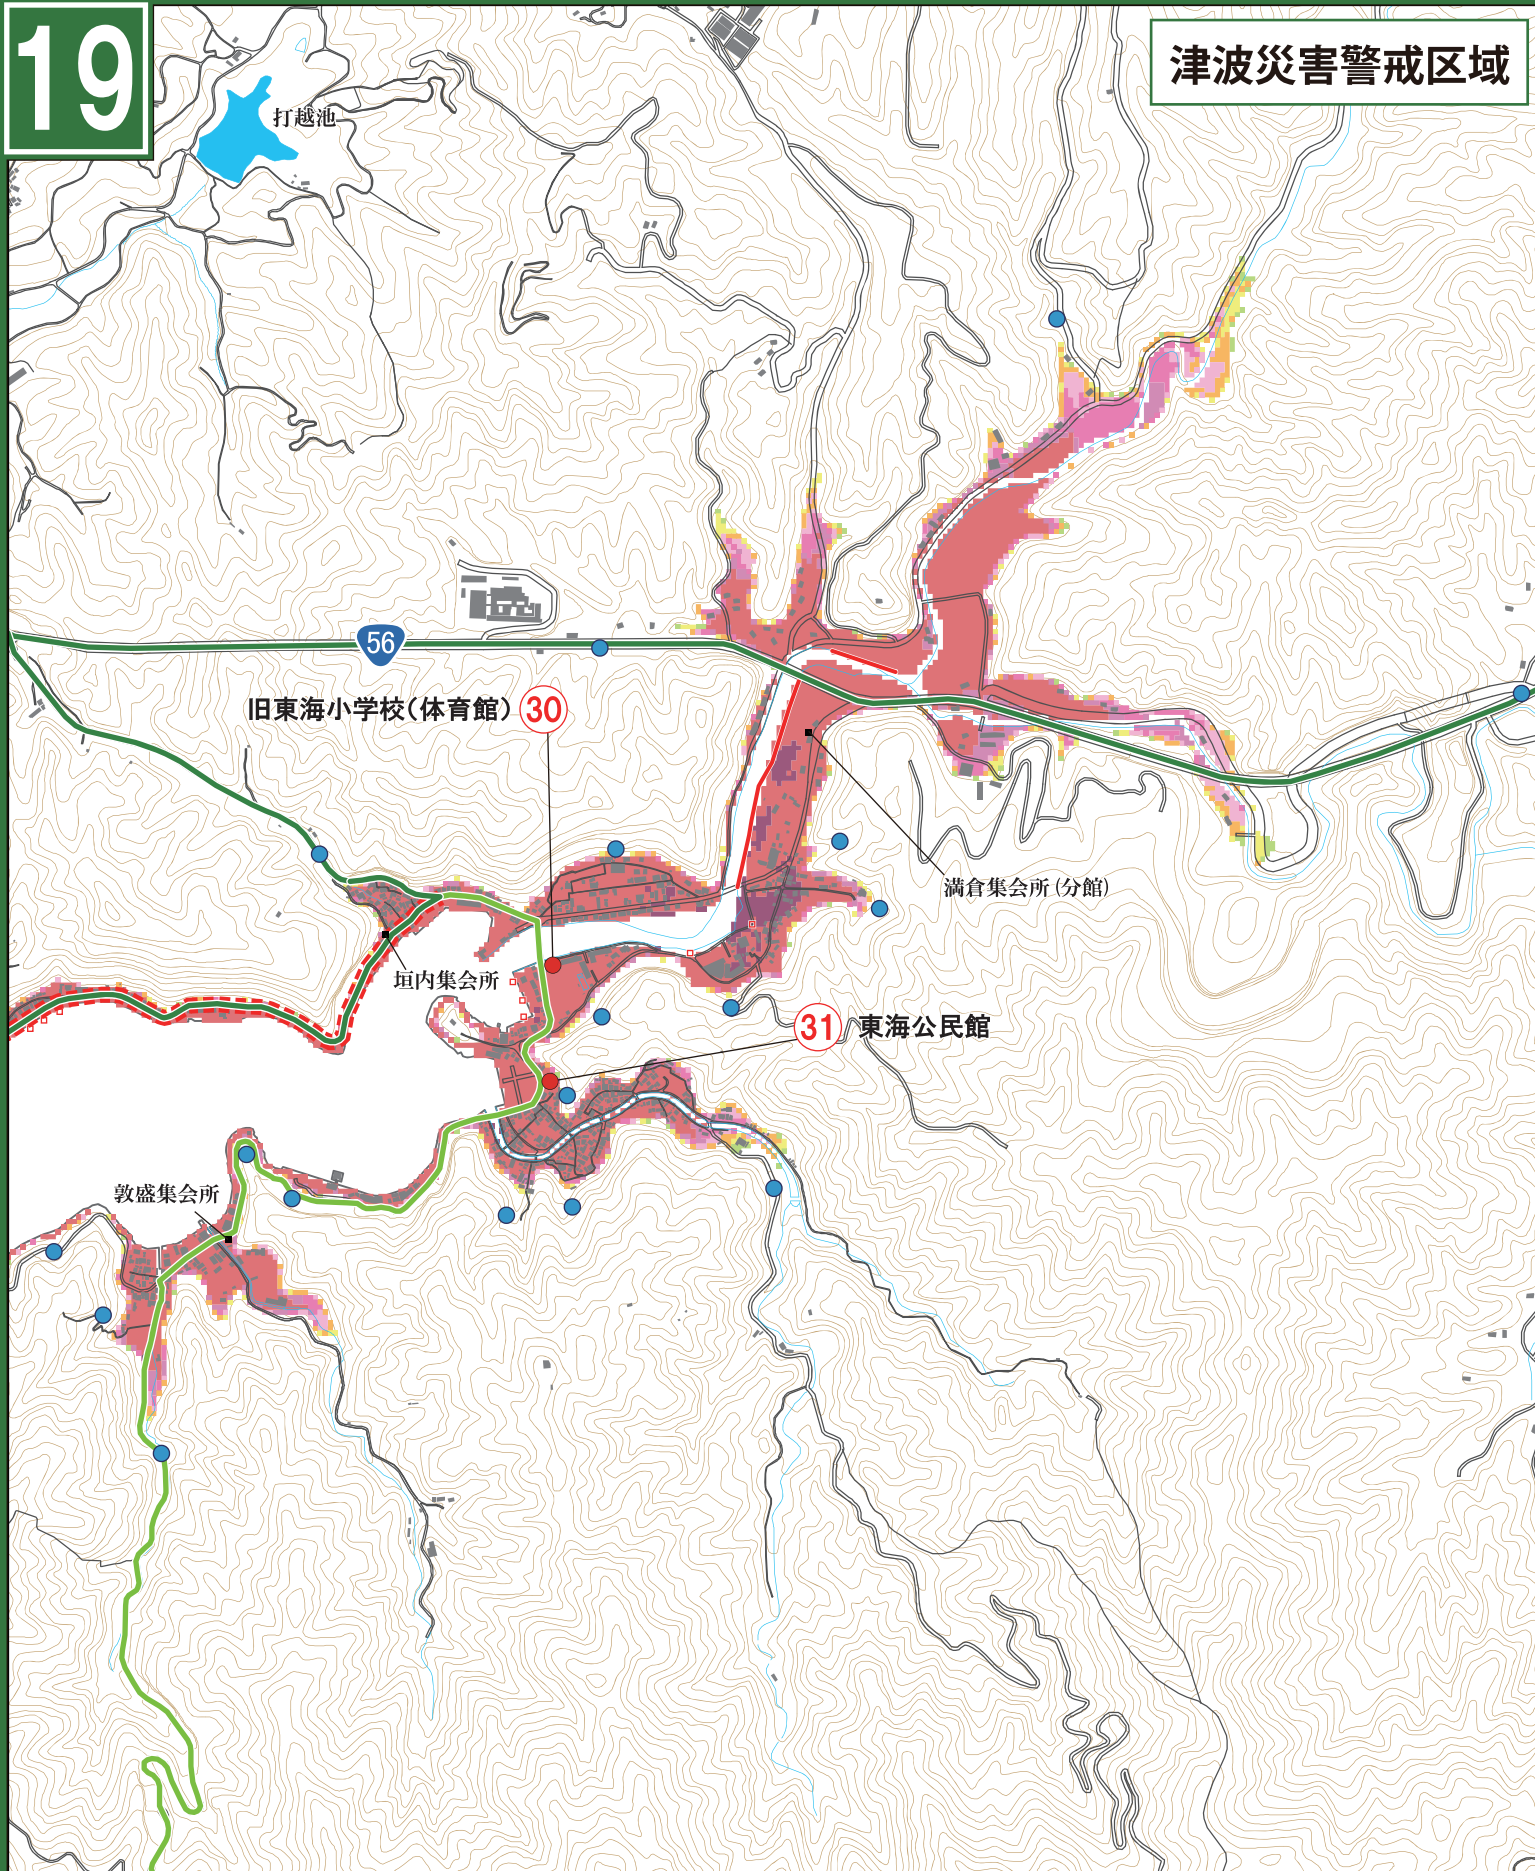 19
津波災害警戒区域
打越池
56
旧東海小学校(体育館)
30
満倉集会所(分館)
垣内集会所
31
東海公民館
敦盛集会所